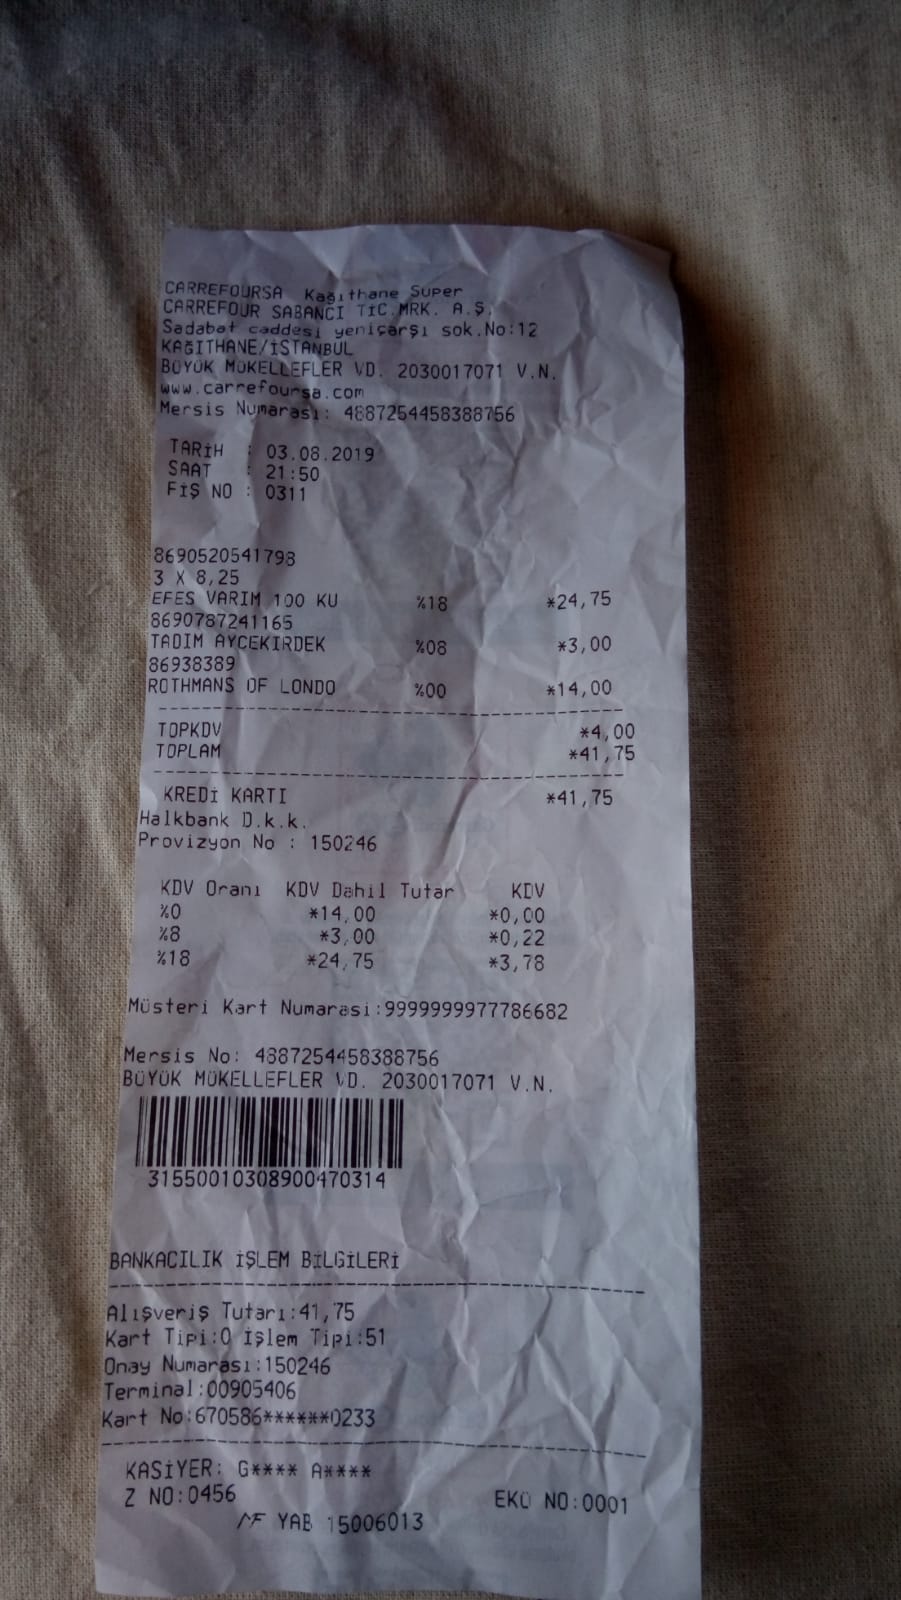 CARREFOURSA Kağıthane Super
CARREFOUR SABANCI TİC.MRK. A.Ş.
Sadabat caddesi yeniçarşı sok.No:12
KAĞITHANE/İSTANBUL
BÜYÜK MÜKELLEFLER VD. 2030017071 V.N.
www.carrefoursa.com
Mersis Numarası: 4887254458388756
TARİH : 03.08.2019
SAAT : 21:50
FİŞ NO : 0311
8690520541798
3 X 8,25
EFES VARIM 100 KU %18 *24,75
8690787241165
TADIM AYCEKİRDEK %08 *3,00
86938389
ROTHMANS OF LONDO %00 *14,00
TOPKDV *4,00
TOPLAM *41,75
KREDİ KARTI *41,75
Halkbank D.k.k.
Provizyon No : 150246
KDV Oranı KDV Dahil Tutar KDV
%0 *14,00 *0,00
%8 *3,00 *0,22
%18 *24,75 *3,78
Müsteri Kart Numarasi:9999999977786682
Mersis No: 4887254458388756
BÜYÜK MÜKELLEFLER VD. 2030017071 V.N.
31550010308900470314
BANKACILIK İŞLEM BİLGİLERİ
Alışveriş Tutarı:41,75
Kart Tipi:0 İşlem Tipi:51
Onay Numarası:150246
Terminal:00905406
Kart No:670586******0233
KASİYER: G**** A****
Z NO:0456 EKÜ NO:0001
MF YAB 15006013